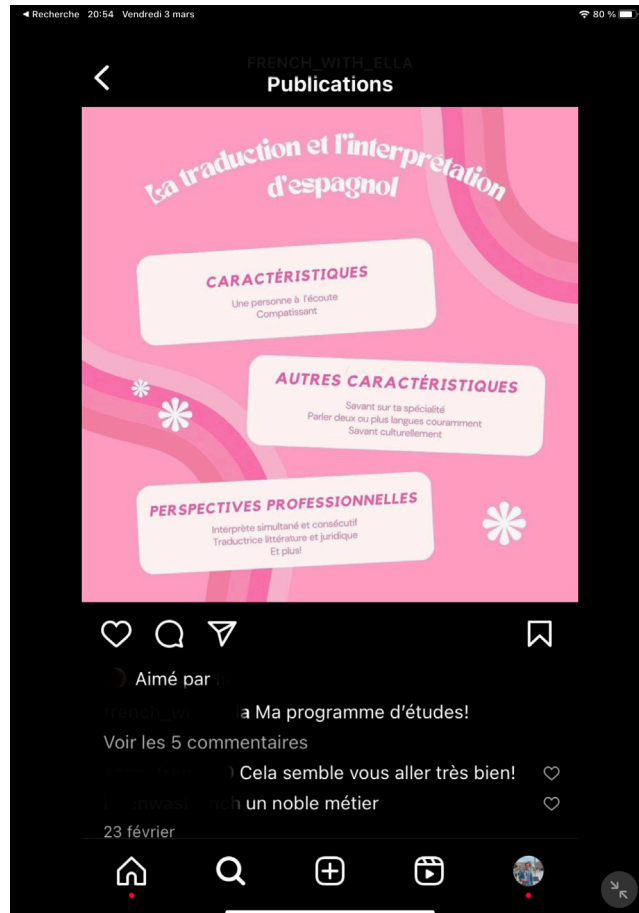 Recherche 20:54 Vendredi 3 mars 80 %
FRENCH_WITH_ELLA
Publications
La traduction et l'interprétation
d'espagnol
CARACTÉRISTIQUES
Une personne à l'écoute
Compatissant
AUTRES CARACTÉRISTIQUES
Savant sur ta spécialité
Parler deux ou plus langues couramment
Savant culturellement
PERSPECTIVES PROFESSIONNELLES
Interprète simultané et consécutif
Traductrice littérature et juridique
Et plus!
Aimé par
Ma programme d'études!
Voir les 5 commentaires
Cela semble vous aller très bien!
un noble métier
23 février